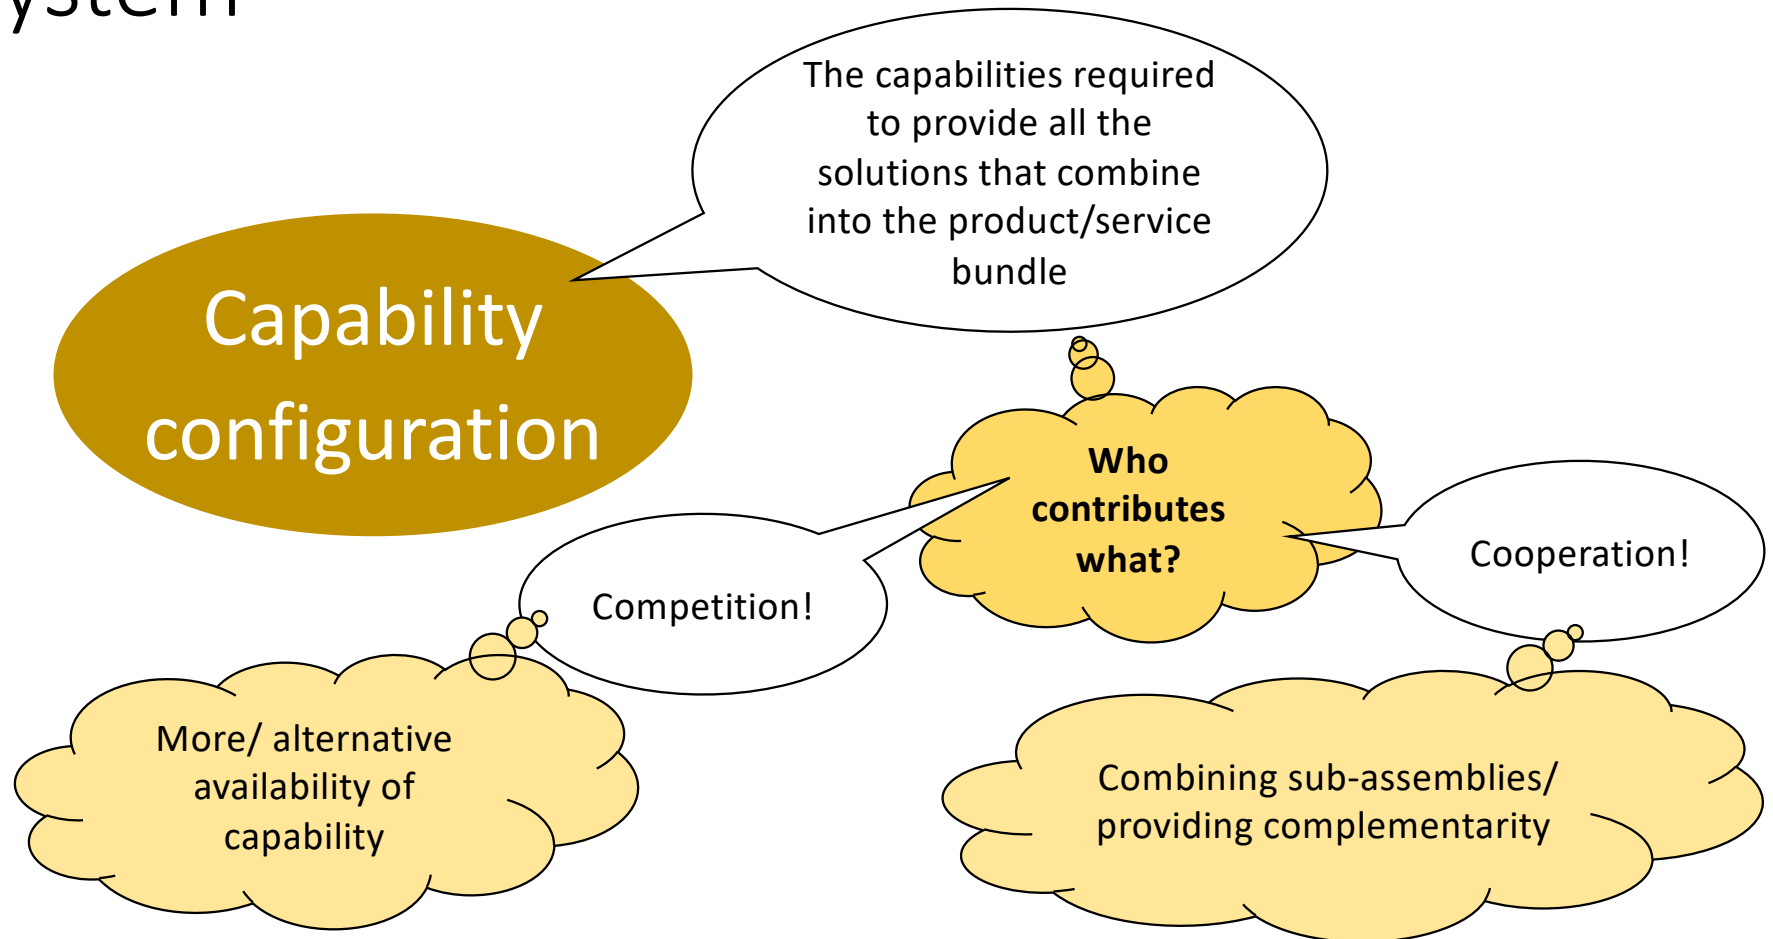 ystem
The capabilities required
to provide all the
solutions that combine
into the product/service
bundle
Capability
configuration
Who
contributes
what?
Competition!
Cooperation!
More/ alternative
availability of
capability
Combining sub-assemblies/
providing complementarity